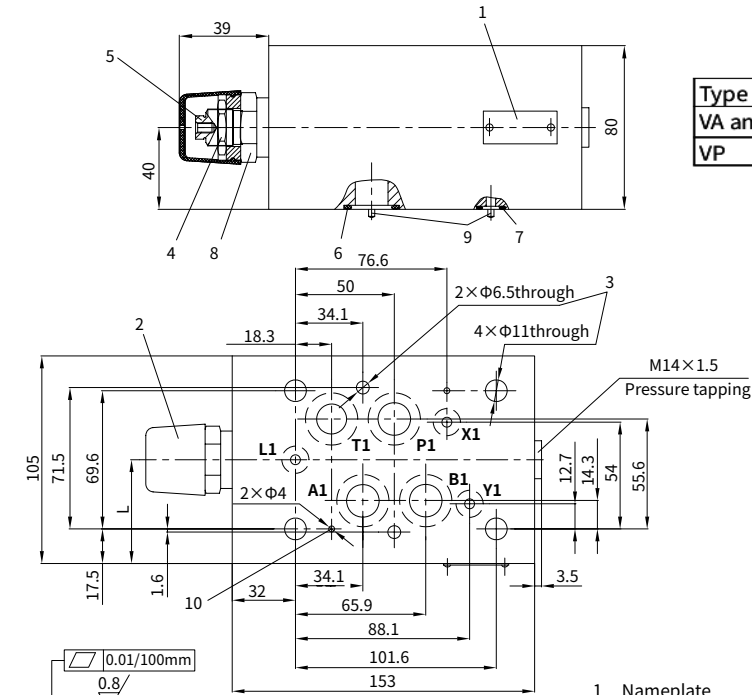 39
1
5
40
80
4
8
6
9
7
Type
VA an
VP
76.6
50
2×Φ6.5through
3
34.1
18.3
4×Φ11through
2
M14×1.5
Pressure tapping
105
71.5
69.6
L1
T1
P1
X1
A1
B1
Y1
12.7
14.3
54
55.6
L
2×Φ4
17.5
1.6
10
32
34.1
3.5
65.9
88.1
101.6
153
0.01/100mm
0.8
1 Nameplate